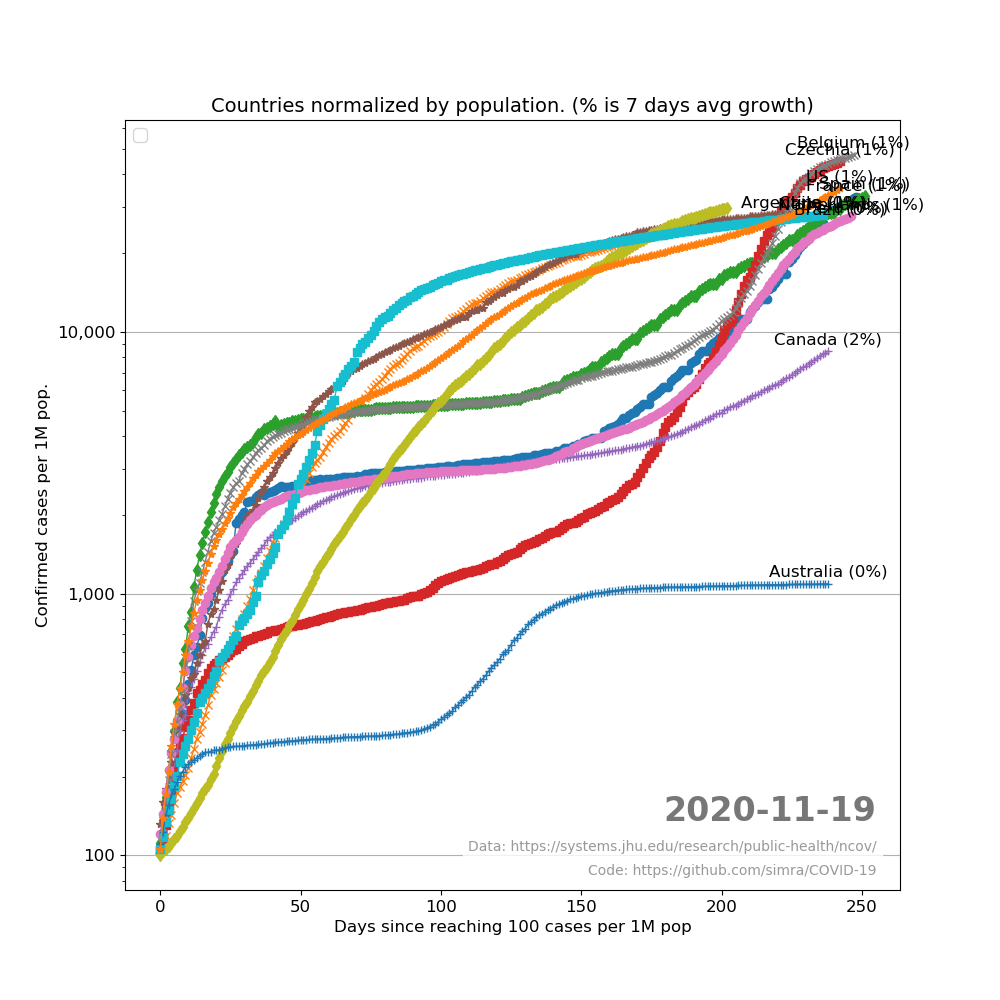 Countries normalized by population. (% is 7 days avg growth)
Belgium (1%)
Czechia (1%)
US (1%)
Spain (1%)
France (1%)
Brazil (0%)
10,000
Canada (2%)
Confirmed cases per 1M pop.
Australia (0%)
1,000
2020-11-19
Data: https://systems.jhu.edu/research/public-health/ncov/
100
Code: https://github.com/simra/COVID-19
0
50
100
150
200
250
Days since reaching 100 cases per 1M pop